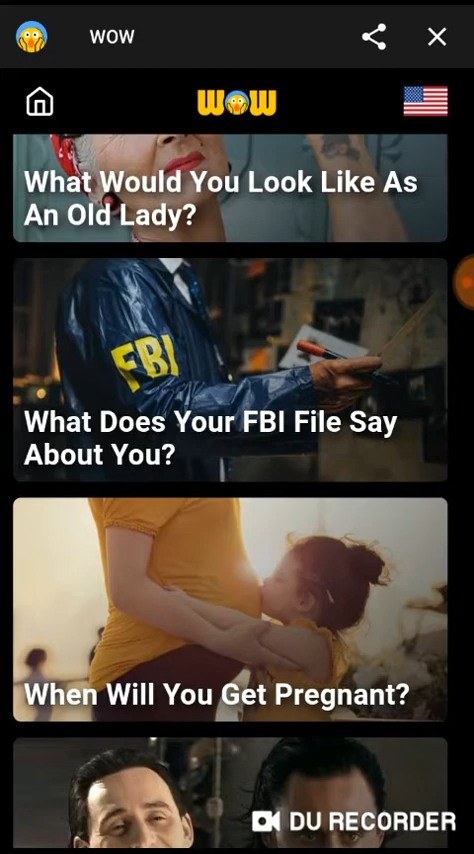 WOW
WOW
What Would You Look Like As
An Old Lady?
FBI
What Does Your FBI File Say
About You?
When Will You Get Pregnant?
DU RECORDER